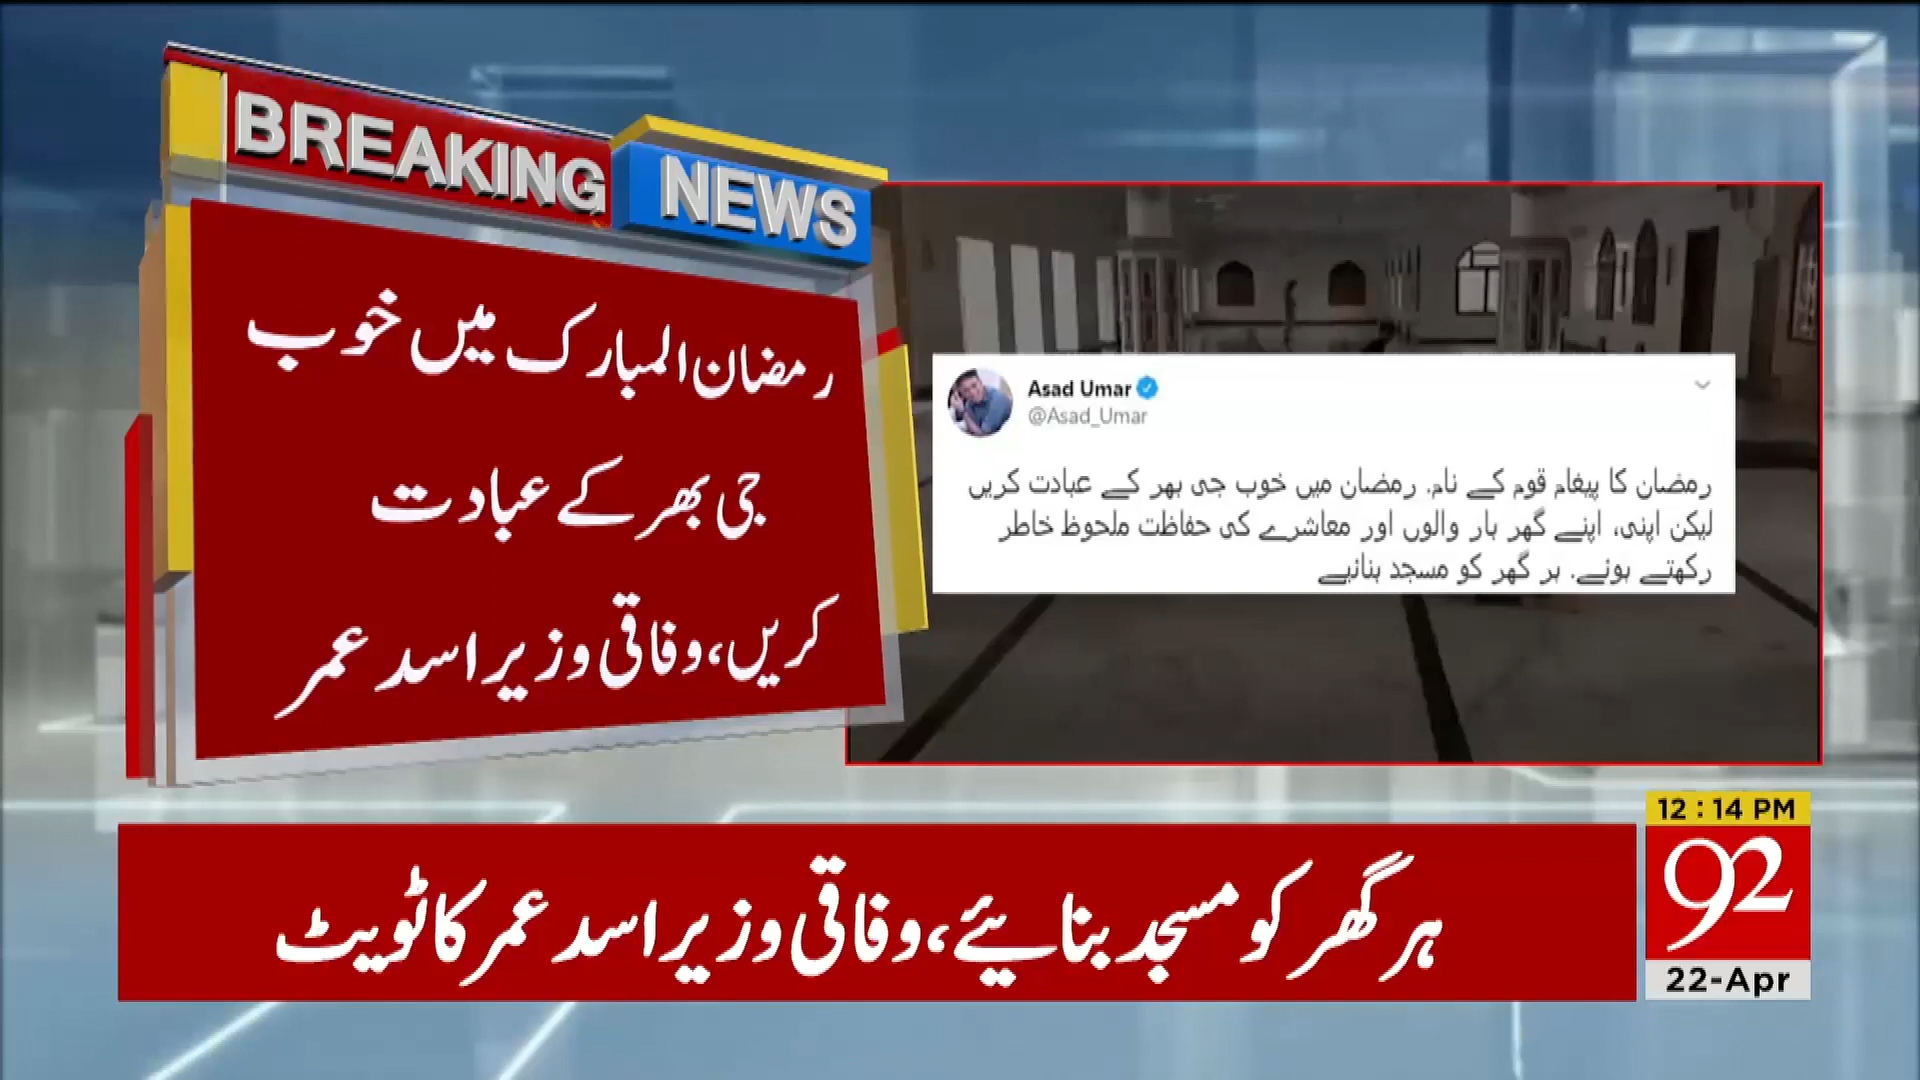 BREAKING NEWS
رمضان المبارک میں خوب
جی بھر کے عبادت
کریں، وفاقی وزیر اسد عمر
Asad Umar
@Asad_Umar
رمضان کا پیغام قوم کے نام. رمضان میں خوب جی بھر کے عبادت کریں
لیکن اپنی، اپنے گھر بار والوں اور معاشرے کی حفاظت ملحوظ خاطر
رکھتے ہوئے. ہر گھر کو مسجد بنائیے
12 : 14 PM
92
22-Apr
ہر گھر کو مسجد بنائیے، وفاقی وزیر اسد عمر کا ٹویٹ